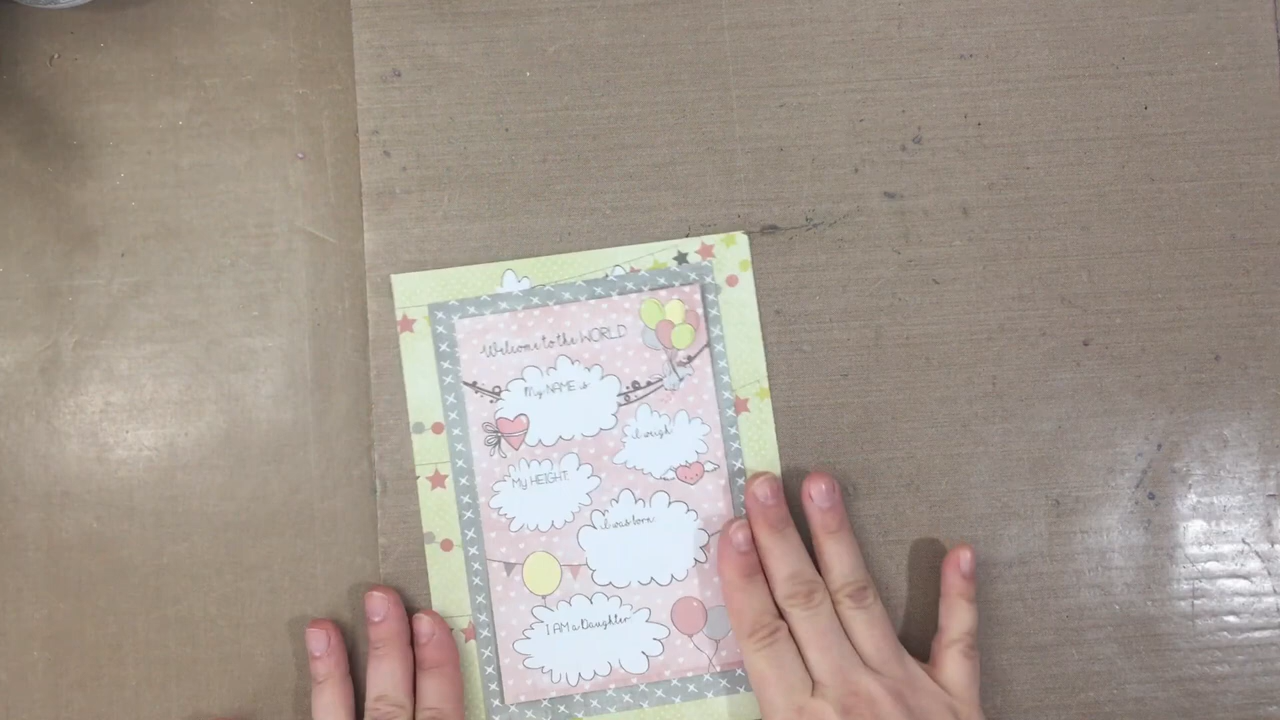 Welcome to the WORLD
My NAME is
i weigh
My HEIGHT:
i was born:
I AM a Daughter: